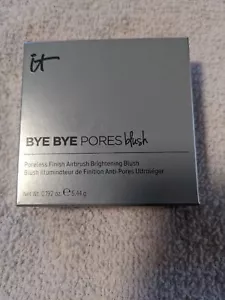 it
BYE BYE PORES blush
Poreless Finish Airbrush Brightening Blush
Blush Illuminateur de Finition Anti-Pores Ultraléger
Net Wt. 0.192 oz. ℮ 5.44 g